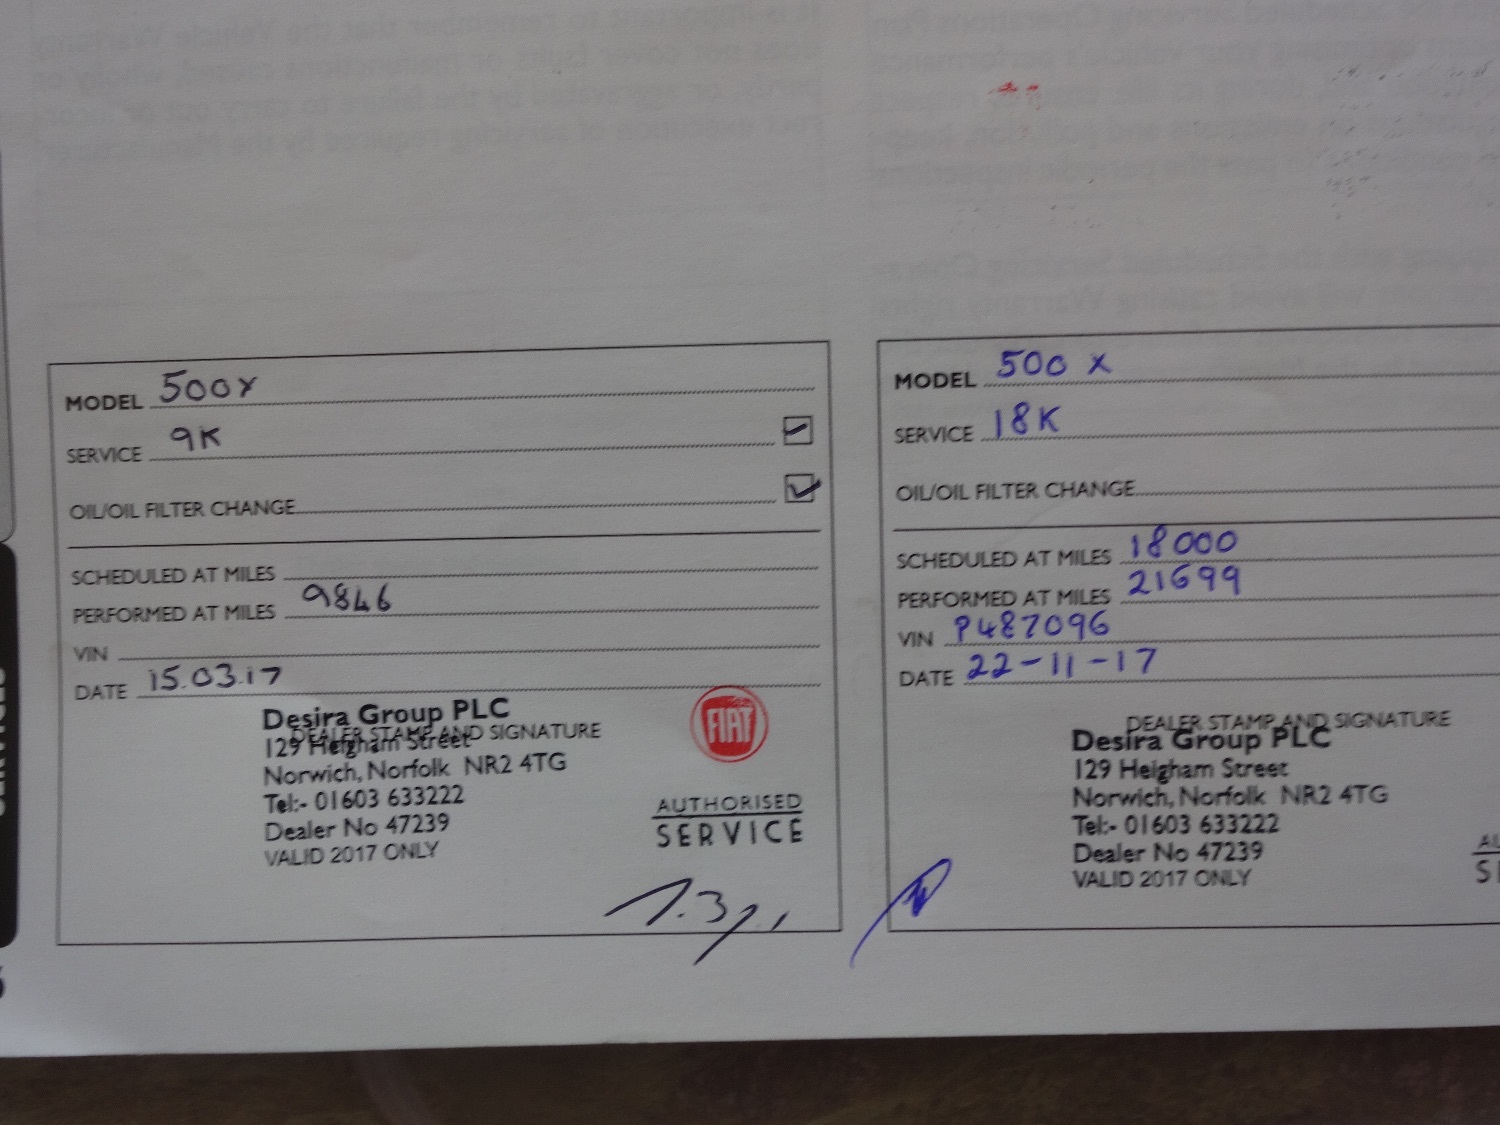 MODEL 500X
SERVICE 9K
OIL/OIL FILTER CHANGE
SCHEDULED AT MILES
PERFORMED AT MILES 9846
VIN
DATE 15.03.17
DEALER STAMP AND SIGNATURE
Desira Group PLC
129 Heigham Street
Norwich, Norfolk NR2 4TG
Tel:- 01603 633222
Dealer No 47239
VALID 2017 ONLY
FIAT
AUTHORISED
SERVICE
MODEL 500 X
SERVICE 18K
OIL/OIL FILTER CHANGE
SCHEDULED AT MILES 18000
PERFORMED AT MILES 21699
VIN P487096
DATE 22-11-17
DEALER STAMP AND SIGNATURE
Desira Group PLC
129 Heigham Street
Norwich, Norfolk NR2 4TG
Tel:- 01603 633222
Dealer No 47239
VALID 2017 ONLY